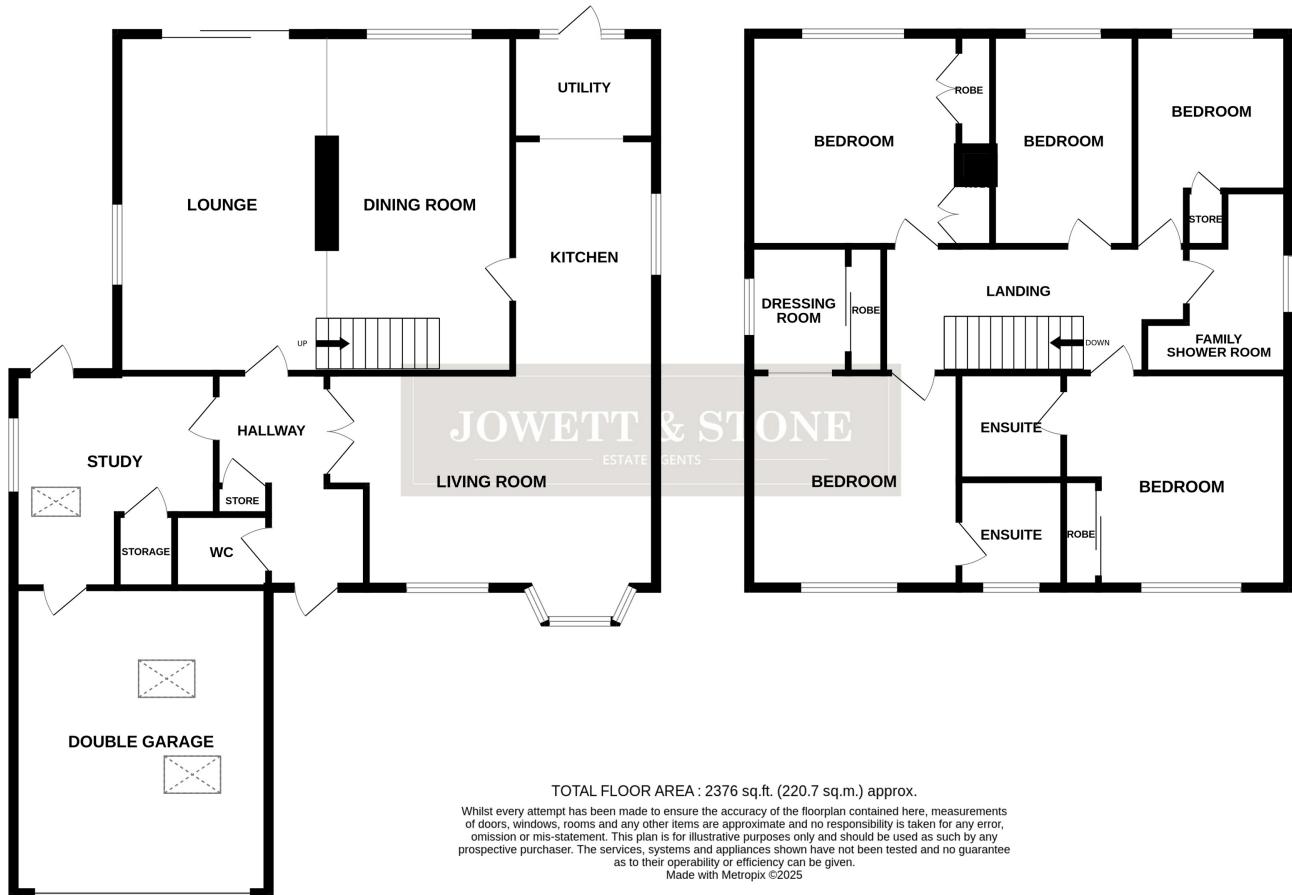 UTILITY
LOUNGE
DINING ROOM
KITCHEN
UP
HALLWAY
STUDY
STORE
STORAGE
WC
LIVING ROOM
DOUBLE GARAGE
BEDROOM
ROBE
BEDROOM
BEDROOM
STORE
DRESSING
ROOM
ROBE
LANDING
DOWN
FAMILY
SHOWER ROOM
ENSUITE
BEDROOM
ENSUITE
ROBE
BEDROOM
JOWETT & STONE
ESTATE AGENTS
TOTAL FLOOR AREA : 2376 sq.ft. (220.7 sq.m.) approx.
Whilst every attempt has been made to ensure the accuracy of the floorplan contained here, measurements
of doors, windows, rooms and any other items are approximate and no responsibility is taken for any error,
omission or mis-statement. This plan is for illustrative purposes only and should be used as such by any
prospective purchaser. The services, systems and appliances shown have not been tested and no guarantee
as to their operability or efficiency can be given.
Made with Metropix ©2025